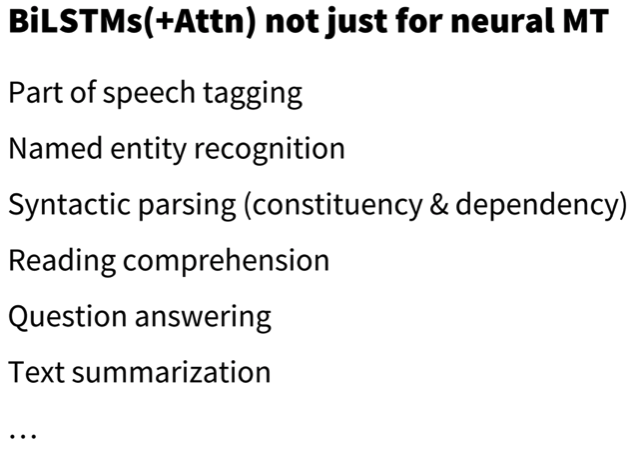 BiLSTMs(+Attn) not just for neural MT
Part of speech tagging
Named entity recognition
Syntactic parsing (constituency & dependency)
Reading comprehension
Question answering
Text summarization
…